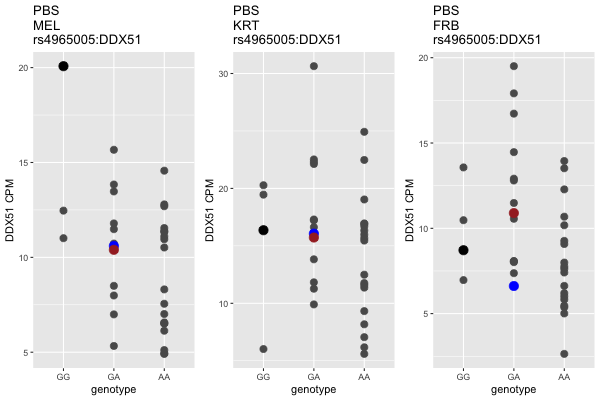 PBS
MEL
rs4965005:DDX51
DDX51 CPM
20
15
10
5
GG GA AA
genotype
PBS
KRT
rs4965005:DDX51
DDX51 CPM
30
20
10
GG GA AA
genotype
PBS
FRB
rs4965005:DDX51
DDX51 CPM
20
15
10
5
GG GA AA
genotype